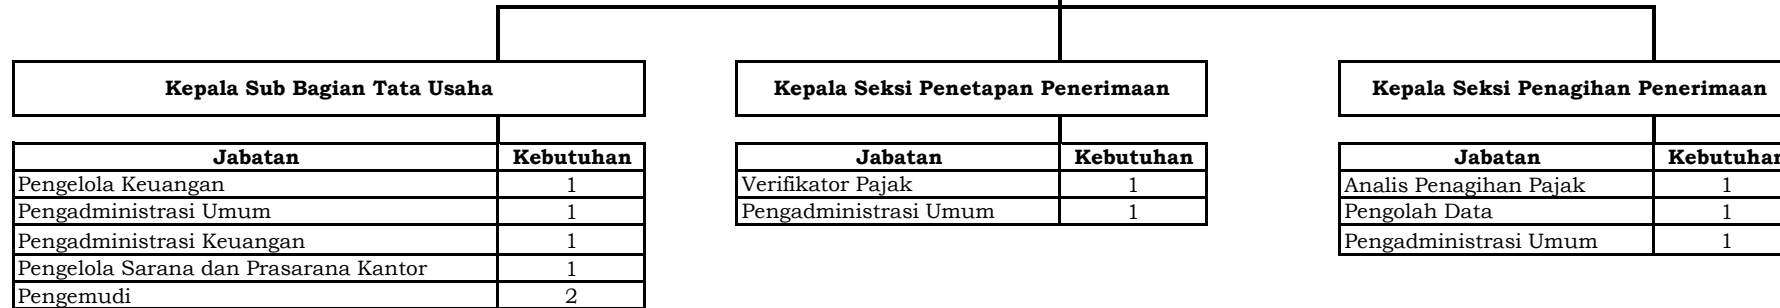 Kepala Sub Bagian Tata Usaha
Jabatan Kebutuhan
Pengelola Keuangan 1
Pengadministrasi Umum 1
Pengadministrasi Keuangan 1
Pengelola Sarana dan Prasarana Kantor 1
Pengemudi 2
Kepala Seksi Penetapan Penerimaan
Jabatan Kebutuhan
Verifikator Pajak 1
Pengadministrasi Umum 1
Kepala Seksi Penagihan Penerimaan
Jabatan Kebutuhan
Analis Penagihan Pajak 1
Pengolah Data 1
Pengadministrasi Umum 1